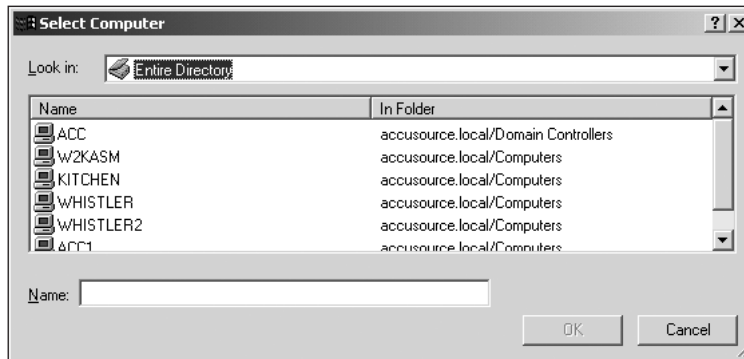 Select Computer
Look in: Entire Directory
Name In Folder
ACC accusource.local/Domain Controllers
W2KASM accusource.local/Computers
KITCHEN accusource.local/Computers
WHISTLER accusource.local/Computers
WHISTLER2 accusource.local/Computers
ACC1 accusource.local/Computers
Name:
OK Cancel